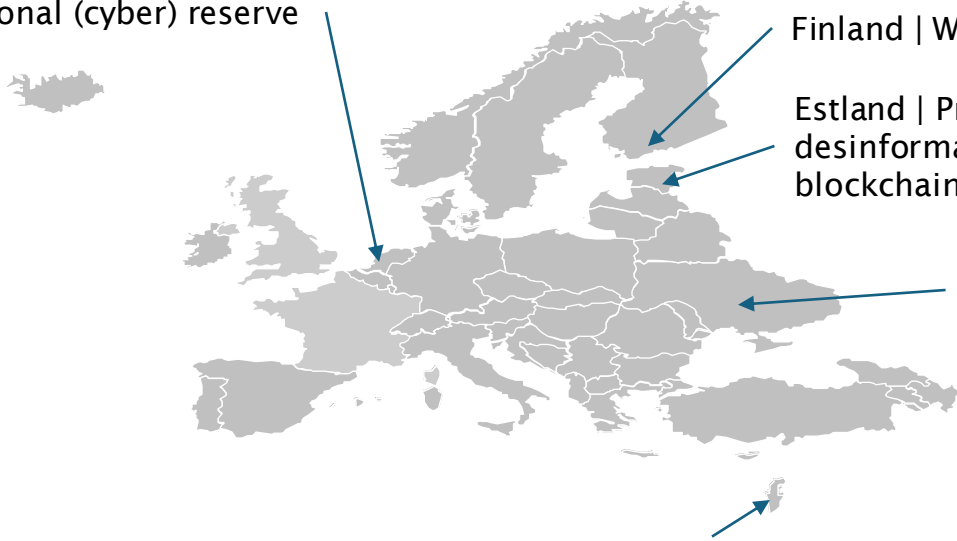 onal (cyber) reserve
Finland | W
Estland | Pr
desinforma
blockchain